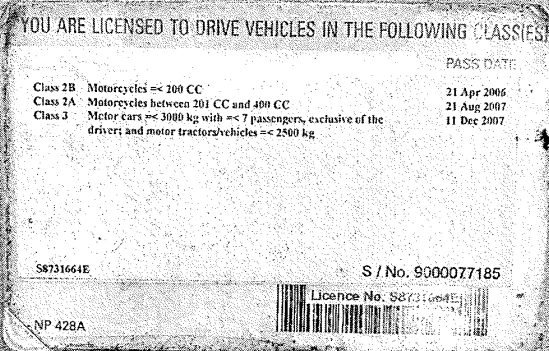 YOU ARE LICENSED TO DRIVE VEHICLES IN THE FOLLOWING CLASS(ES)
PASS DATE
Class 2B Motorcycles =< 200 CC 21 Apr 2006
Class 2A Motorcycles between 201 CC and 400 CC 21 Aug 2007
Class 3 Motor cars =< 3000 kg with =< 7 passengers, exclusive of the 11 Dec 2007
driver; and motor tractors/vehicles =< 2500 kg
S8731664E
S / No. 9000077185
Licence No. S8731664E
NP 428A